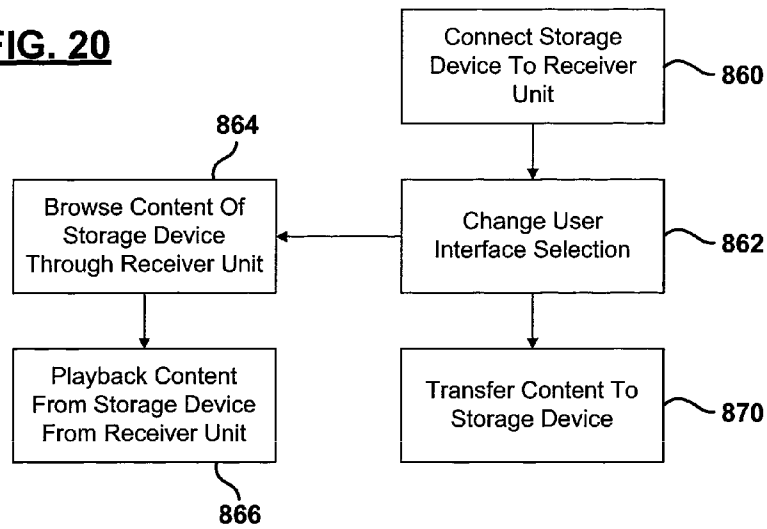 FIG. 20
Connect Storage
Device To Receiver
Unit
860
864
Browse Content Of
Storage Device
Through Receiver Unit
Change User
Interface Selection
862
Playback Content
From Storage Device
From Receiver Unit
866
Transfer Content To
Storage Device
870